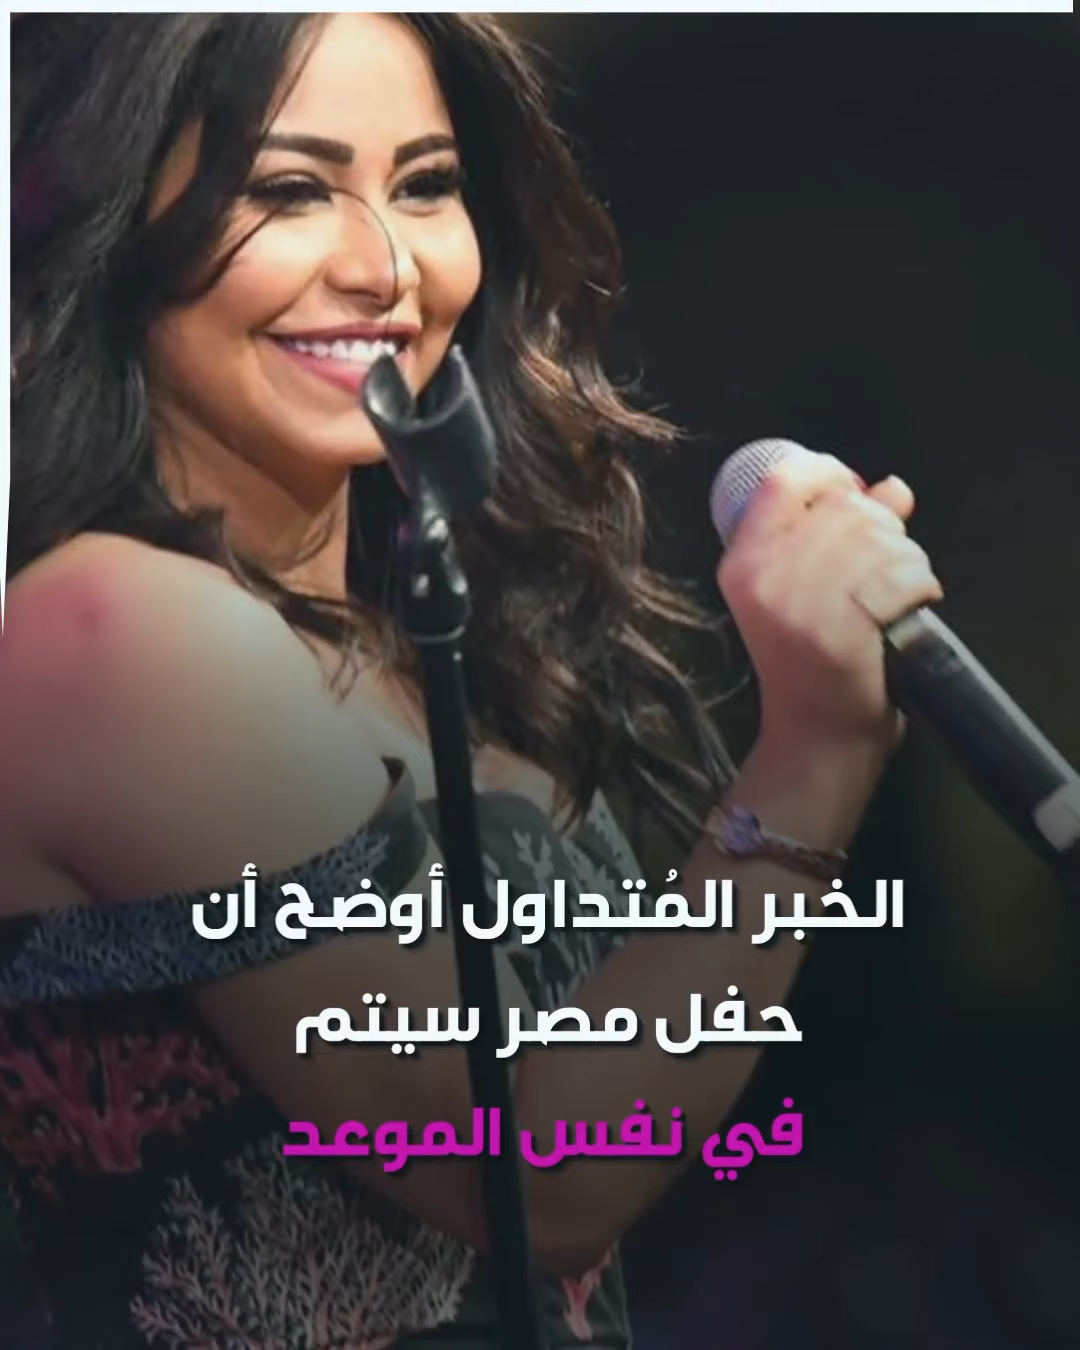 الخبر المُتداول أوضح أن
حفل مصر سيتم
في نفس الموعد